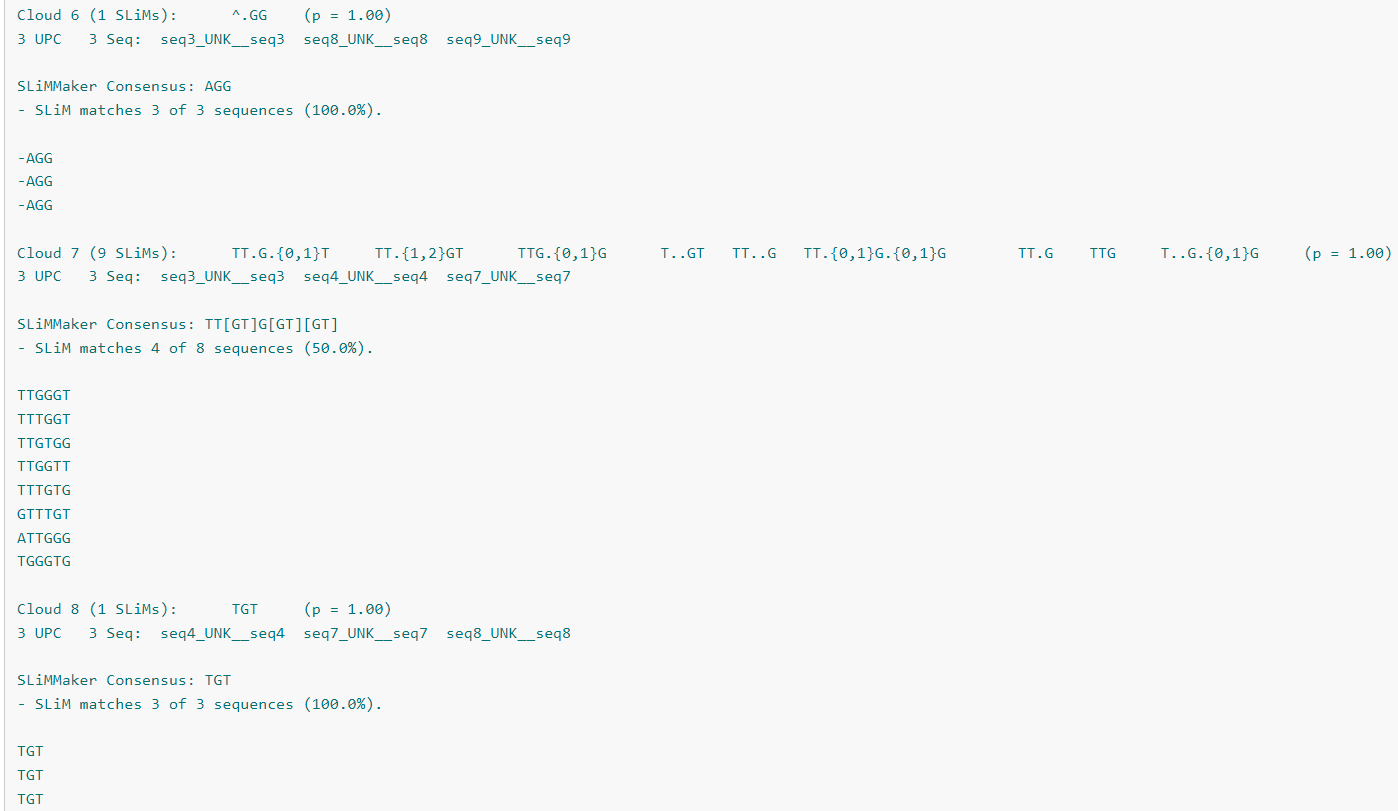 Cloud 6 (1 SLiMs):      ^.GG    (p = 1.00)
3 UPC   3 Seq:  seq3_UNK__seq3  seq8_UNK__seq8  seq9_UNK__seq9
SLiMMaker Consensus: AGG
- SLiM matches 3 of 3 sequences (100.0%).
-AGG
-AGG
-AGG
Cloud 7 (9 SLiMs):      TT.G.{0,1}T     TT.{1,2}GT      TTG.{0,1}G      T..GT   TT..G   TT.{0,1}G.{0,1}G        TT.G    TTG     T..G.{0,1}G     (p = 1.00)
3 UPC   3 Seq:  seq3_UNK__seq3  seq4_UNK__seq4  seq7_UNK__seq7
SLiMMaker Consensus: TT[GT]G[GT][GT]
- SLiM matches 4 of 8 sequences (50.0%).
TTGGGT
TTTGGT
TTGTGG
TTGGTT
TTTGTG
GTTTGT
ATTGGG
TGGGTG
Cloud 8 (1 SLiMs):      TGT     (p = 1.00)
3 UPC   3 Seq:  seq4_UNK__seq4  seq7_UNK__seq7  seq8_UNK__seq8
SLiMMaker Consensus: TGT
- SLiM matches 3 of 3 sequences (100.0%).
TGT
TGT
TGT